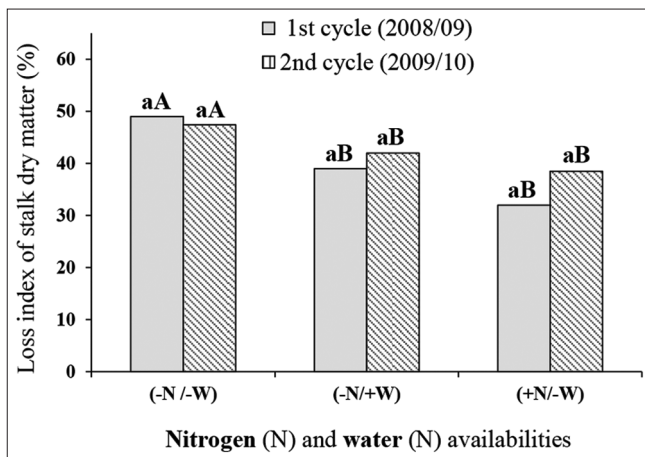 1st cycle (2008/09)
2nd cycle (2009/10)
Loss index of stalk dry matter (%)
60
50
40
30
20
10
0
aA aA
aB aB
aB aB
(-N /-W) (-N/+W) (+N/-W)
Nitrogen (N) and water (N) availabilities